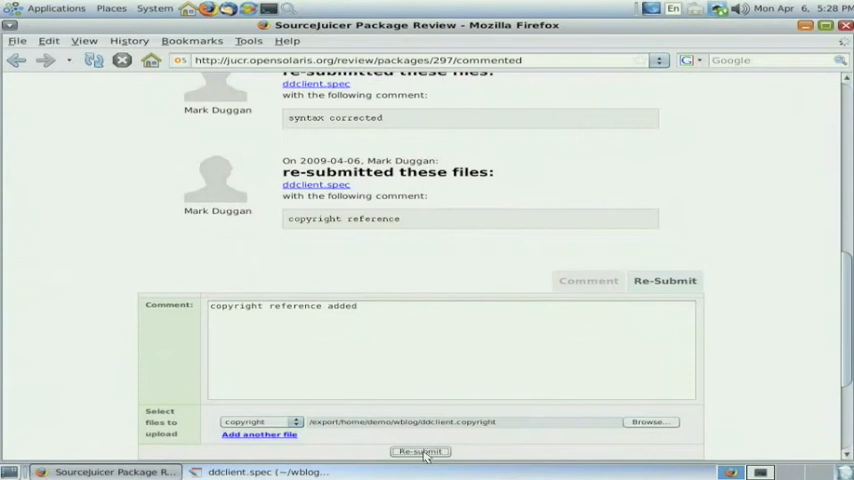 Applications Places System En Mon Apr 6, 5:28 PM
SourceJuicer Package Review - Mozilla Firefox
File Edit View History Bookmarks Tools Help
OS http://jucr.opensolaris.org/review/packages/297/commented G Google
re-submitted these files:
ddclient.spec
with the following comment:
Mark Duggan
syntax corrected
On 2009-04-06, Mark Duggan:
re-submitted these files:
ddclient.spec
with the following comment:
Mark Duggan
copyright reference
Comment Re-Submit
Comment:
copyright reference added
Select
files to
upload
copyright /export/home/demo/wblog/ddclient.copyright Browse...
Add another file
Re-submit
SourceJuicer Package R... ddclient.spec (~/wblog...